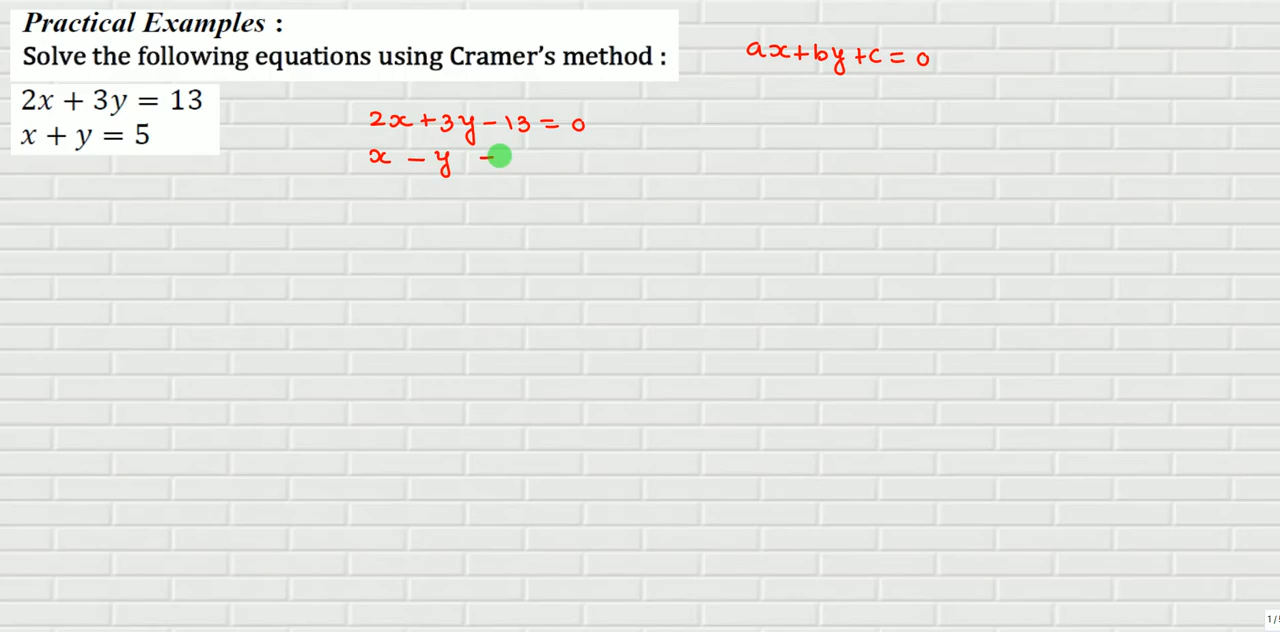 Practical Examples :
Solve the following equations using Cramer's method :
ax+by+c=0
2x + 3y = 13
x + y = 5
2x+3y-13=0
x - y -